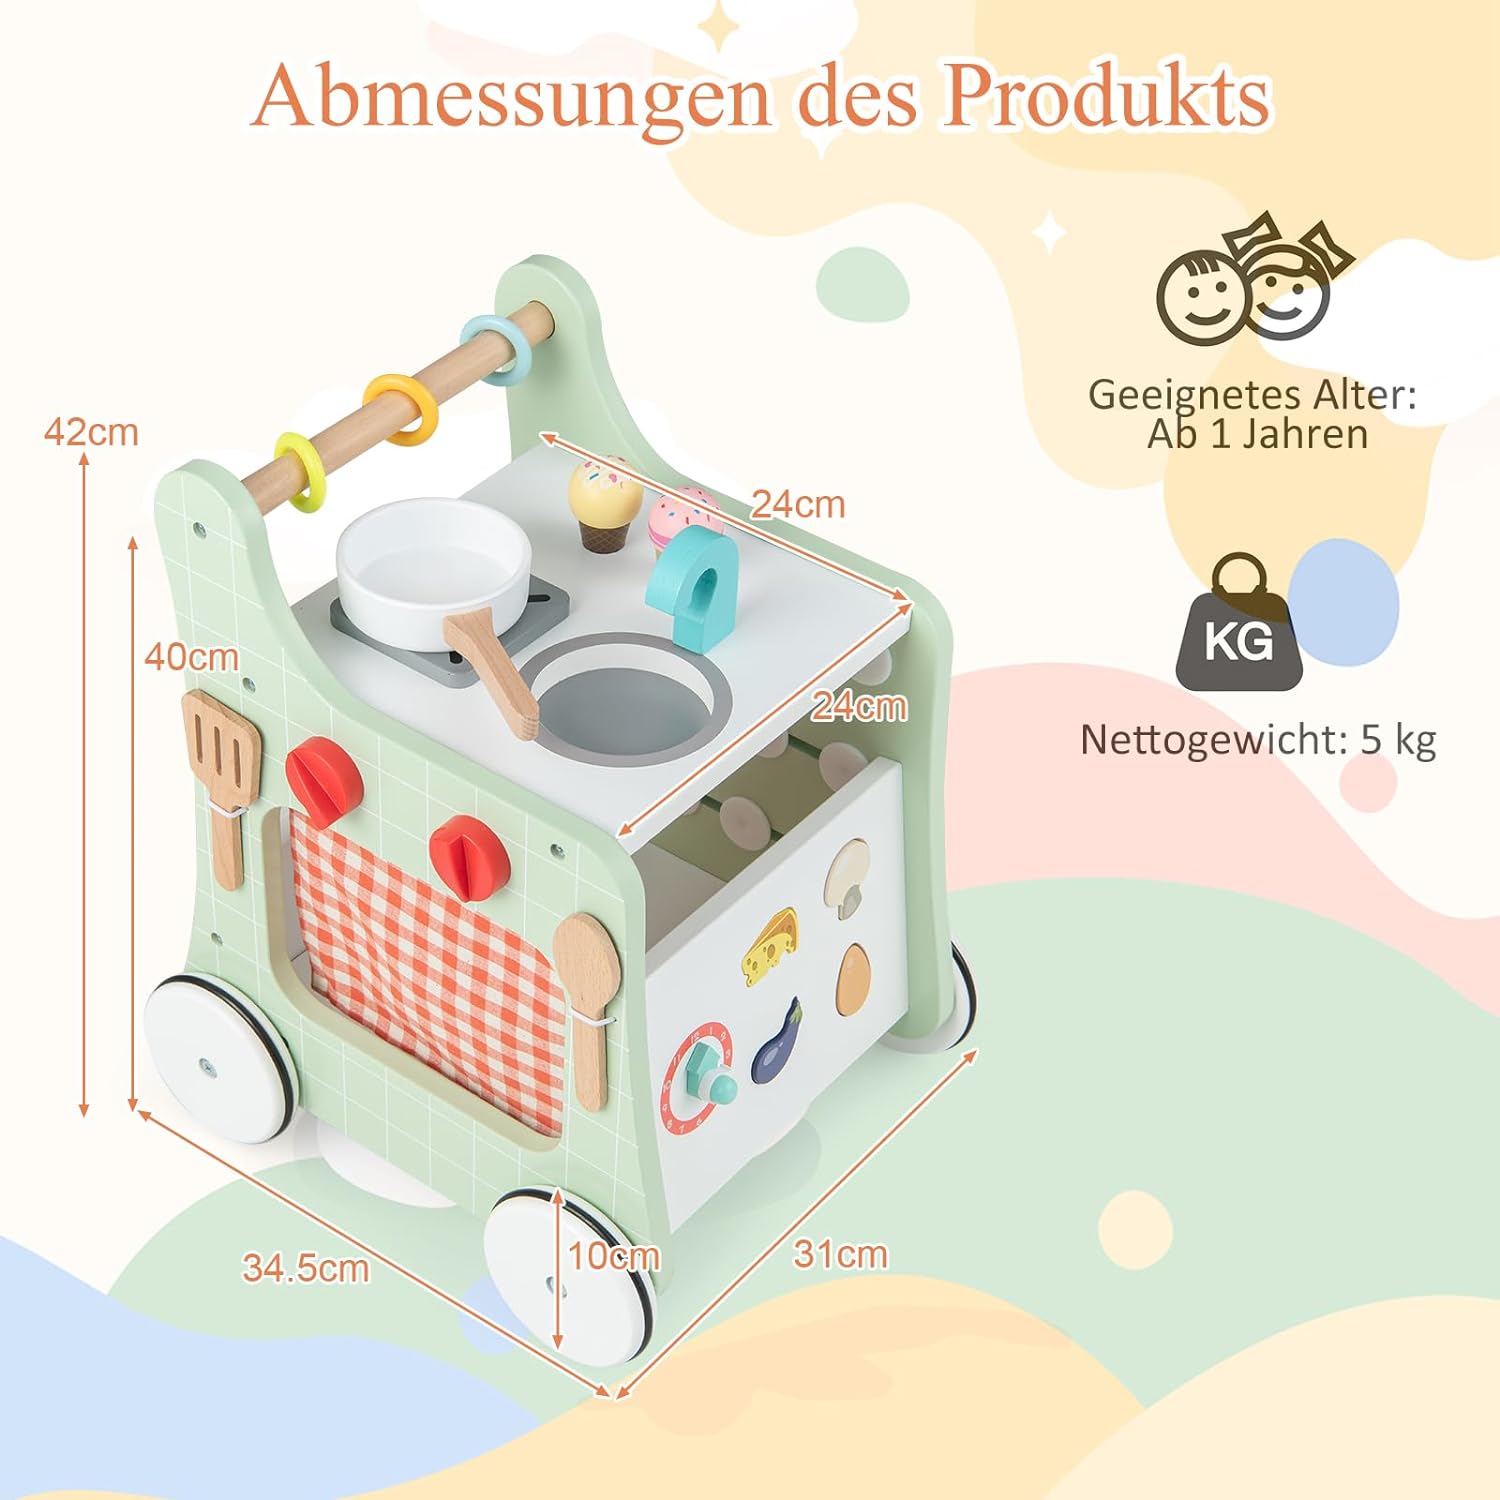 Abmessungen des Produkts
Geeignetes Alter:
Ab 1 Jahren
42cm
24cm
40cm
24cm
KG
Nettogewicht: 5 kg
34.5cm
10cm
31cm